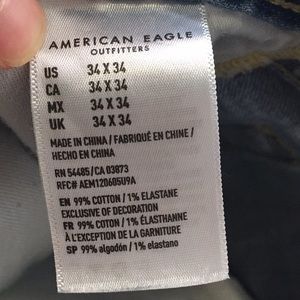 AMERICAN EAGLE
OUTFITTERS
US 34 X 34
CA 34 X 34
MX 34 X 34
UK 34 X 34
MADE IN CHINA / FABRIQUÉ EN CHINE /
HECHO EN CHINA
RN 54485/CA 03873
RFC# AEM120605U9A
EN 99% COTTON / 1% ELASTANE
EXCLUSIVE OF DECORATION
FR 99% COTON / 1% ÉLASTHANNE
À L'EXCEPTION DE LA GARNITURE
SP 99% algodón / 1% elastano